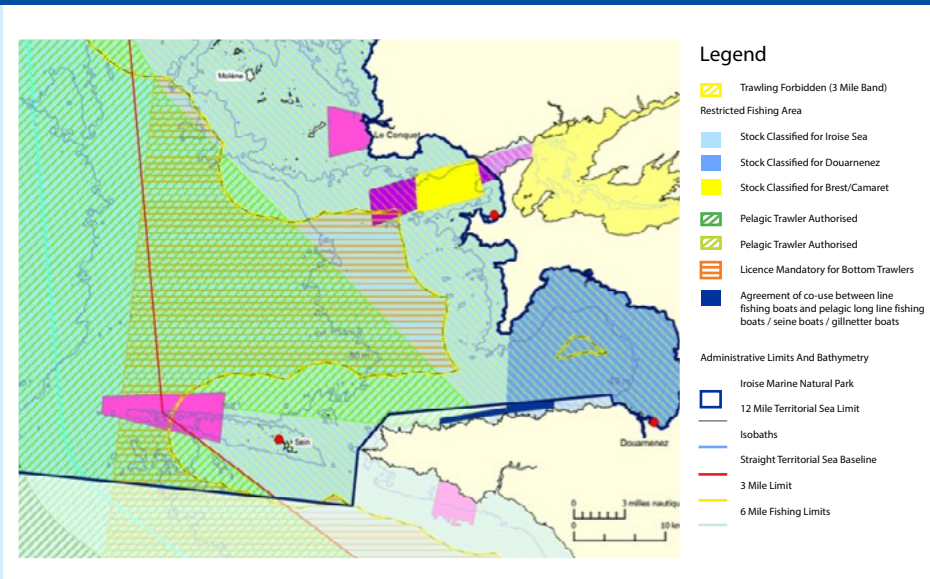 Legend
Trawling Forbidden (3 Mile Band)
Restricted Fishing Area
Stock Classified for Iroise Sea
Stock Classified for Douarnenez
Stock Classified for Brest/Camaret
Pelagic Trawler Authorised
Pelagic Trawler Authorised
Licence Mandatory for Bottom Trawlers
Agreement of co-use between line
fishing boats and pelagic long line fishing
boats / seine boats / gillnetter boats
Administrative Limits And Bathymetry
Iroise Marine Natural Park
12 Mile Territorial Sea Limit
Isobaths
Straight Territorial Sea Baseline
3 Mile Limit
6 Mile Fishing Limits
Molène
Le Conquet
Sein
Douarnenez
0 3 milles nautiqu
0 10 km